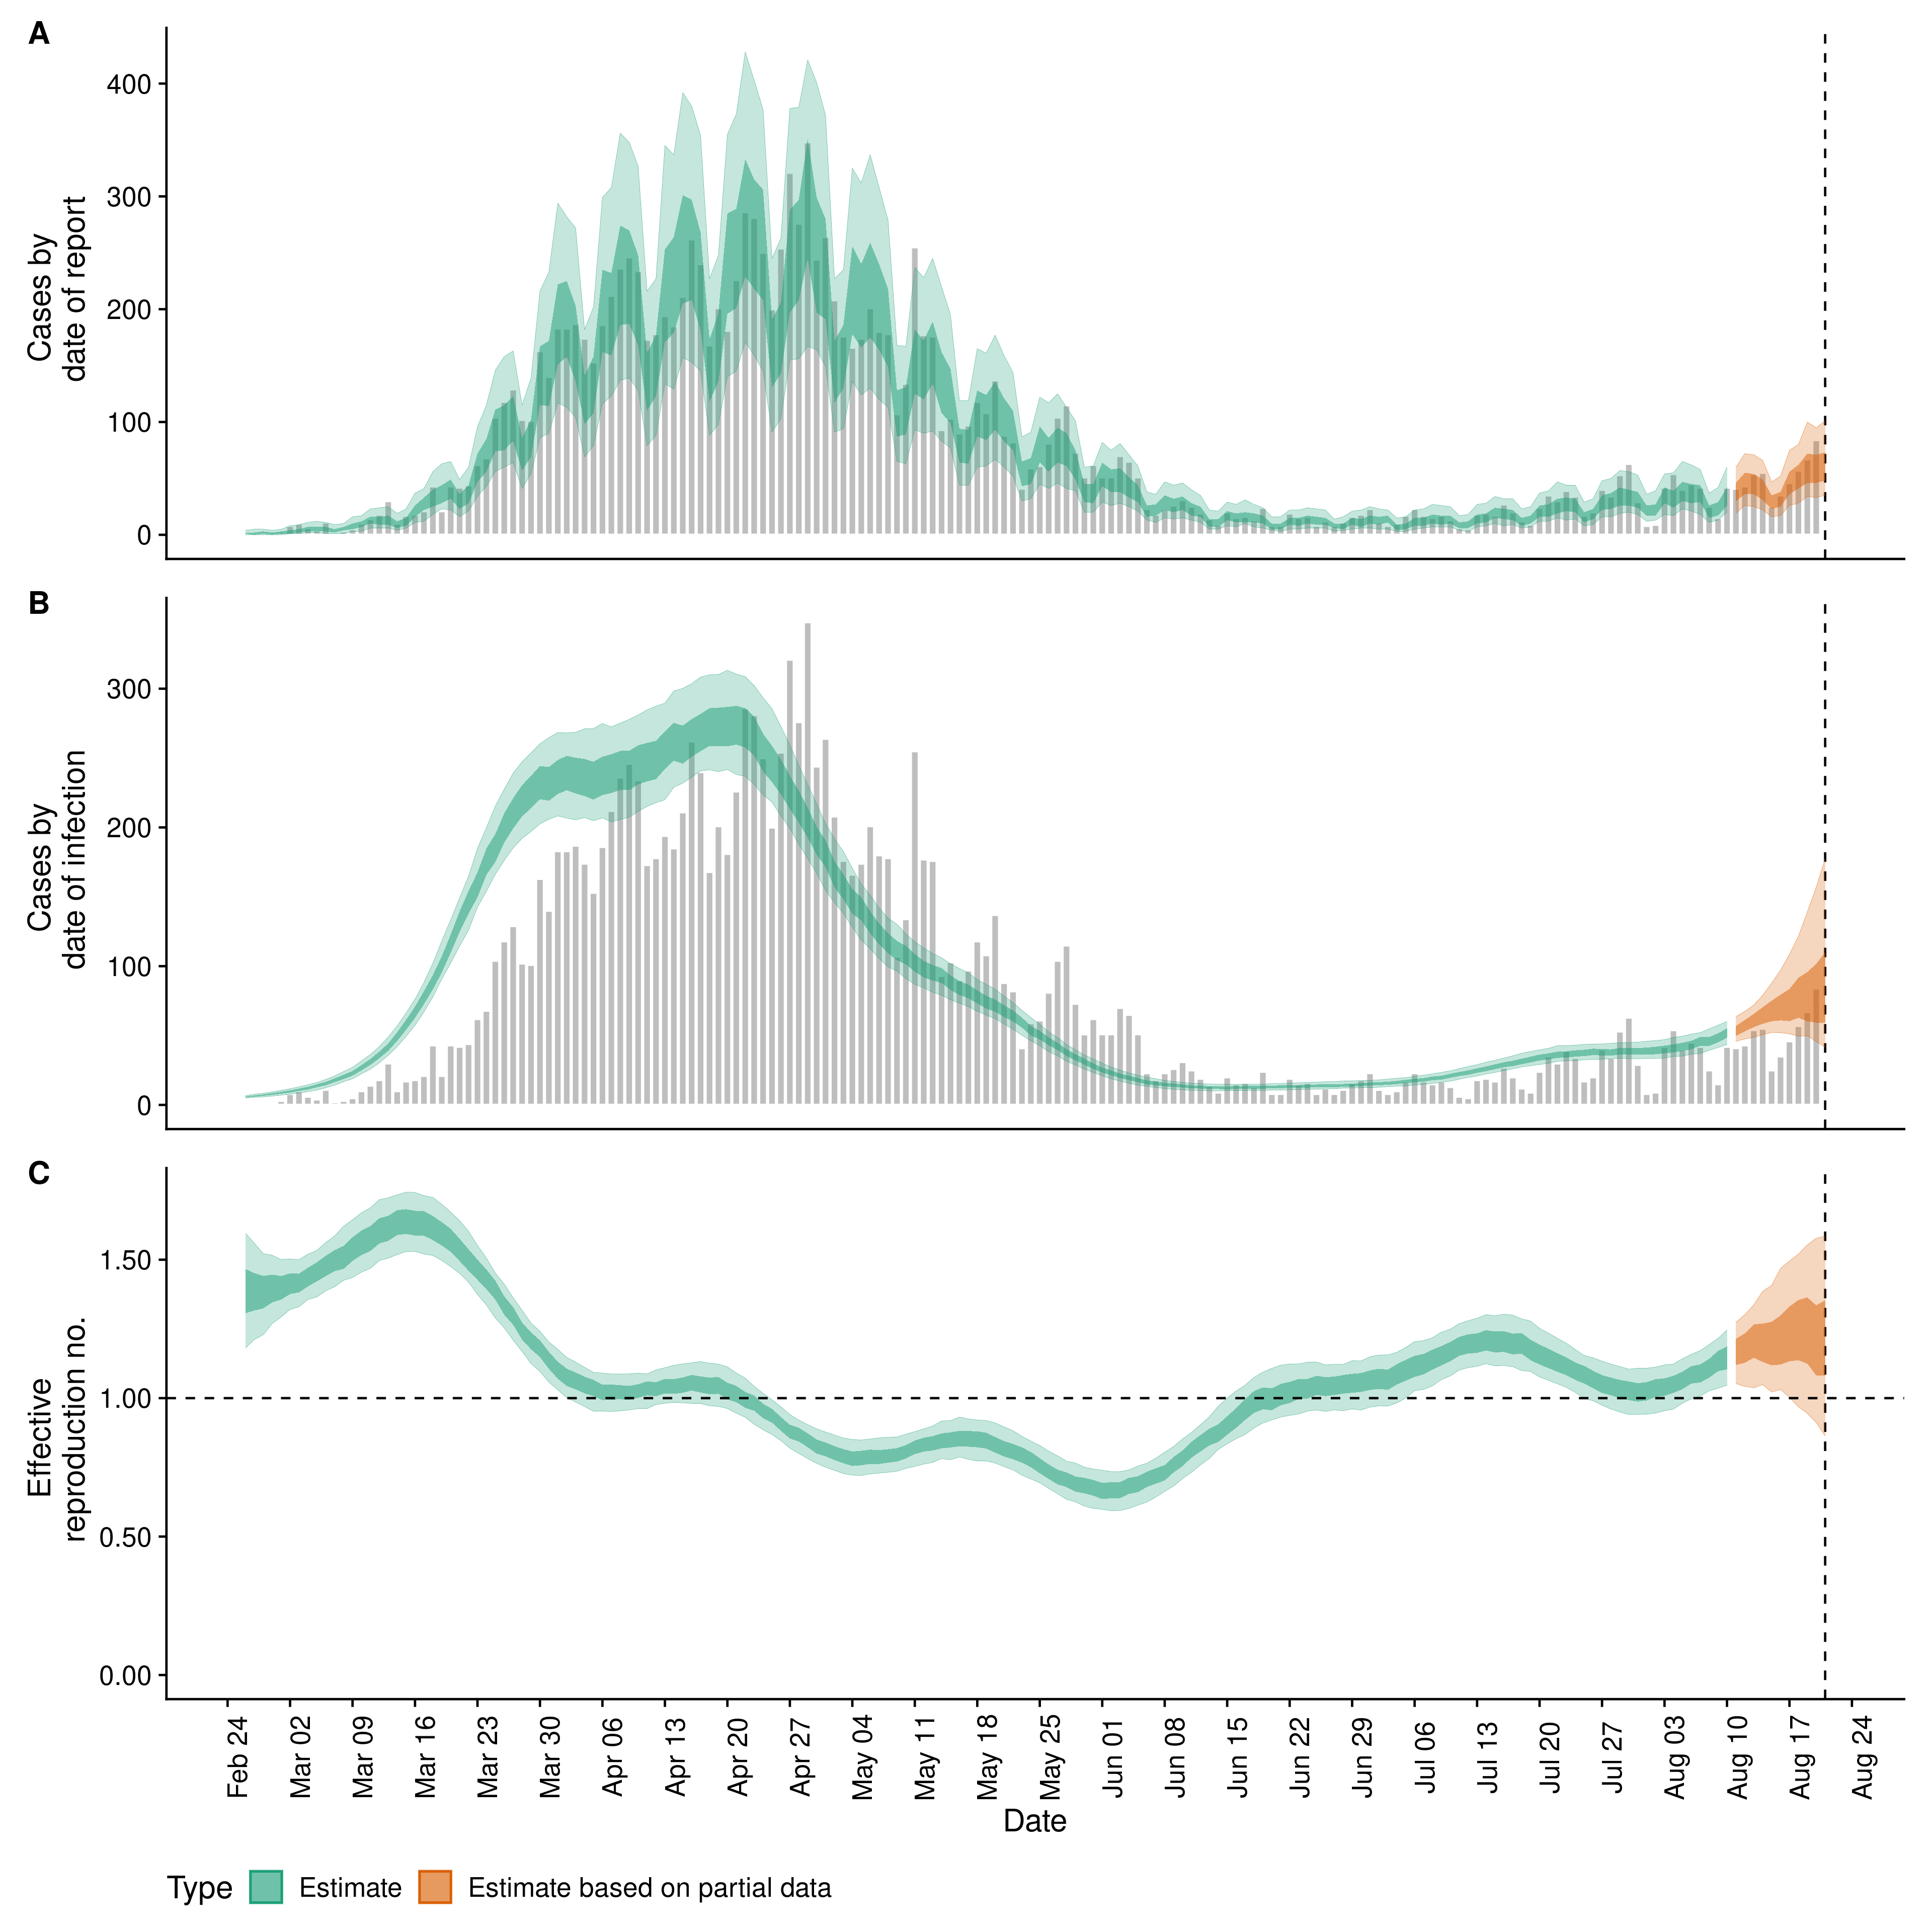 A
Cases by
date of report
400
300
200
100
0
B
Cases by
date of infection
300
200
100
0
C
Effective
reproduction no.
1.50
1.00
0.50
0.00
Feb 24
Mar 02
Mar 09
Mar 16
Mar 23
Mar 30
Apr 06
Apr 13
Apr 20
Apr 27
May 04
May 11
May 18
May 25
Jun 01
Jun 08
Jun 15
Jun 22
Jun 29
Jul 06
Jul 13
Jul 20
Jul 27
Aug 03
Aug 10
Aug 17
Aug 24
Date
Type
Estimate
Estimate based on partial data